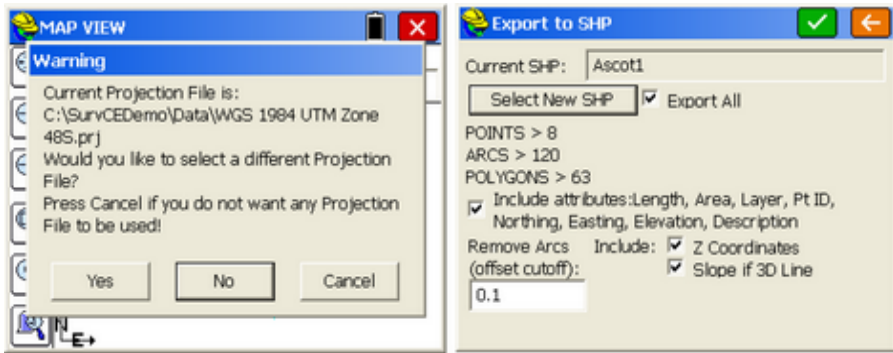 MAP VIEW
Warning
Current Projection File is:
C:\SurvCEDemo\Data\WGS 1984 UTM Zone
48S.prj
Would you like to select a different Projection
File?
Press Cancel if you do not want any Projection
File to be used!
Yes No Cancel
N
E
Export to SHP
Current SHP: Ascot1
Select New SHP Export All
POINTS > 8
ARCS > 120
POLYGONS > 63
Include attributes:Length, Area, Layer, Pt ID,
Northing, Easting, Elevation, Description
Remove Arcs Include: Z Coordinates
(offset cutoff): Slope if 3D Line
0.1